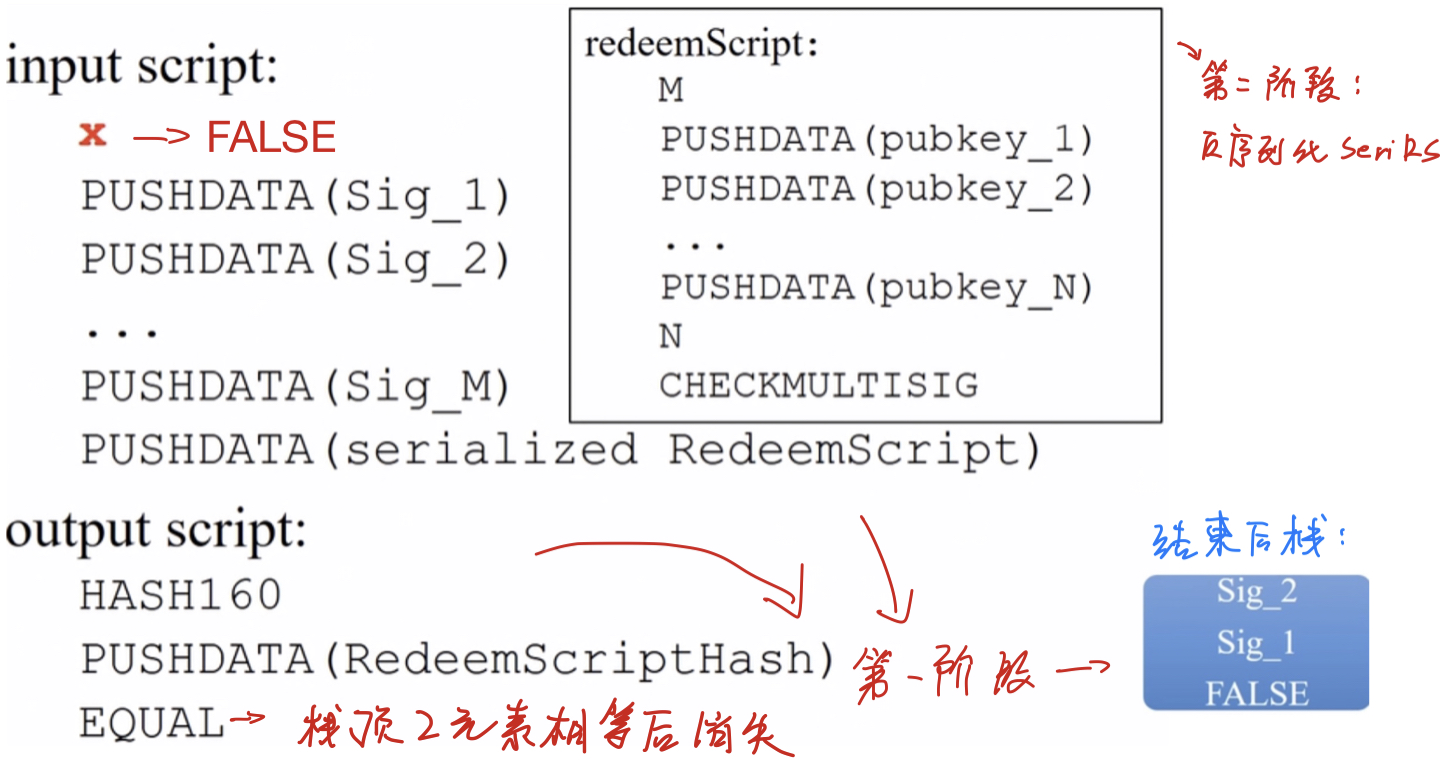 input script:
x → FALSE
PUSHDATA(Sig_1)
PUSHDATA(Sig_2)
...
PUSHDATA(Sig_M)
PUSHDATA(serialized RedeemScript)
redeemScript:
M
PUSHDATA(pubkey_1)
PUSHDATA(pubkey_2)
...
PUSHDATA(pubkey_N)
N
CHECKMULTISIG
第二阶段:
反序列化 SeriRS
output script:
HASH160
PUSHDATA(RedeemScriptHash) 第一阶段 →
EQUAL → 栈顶2元素相等后消失
结束后栈:
Sig_2
Sig_1
FALSE